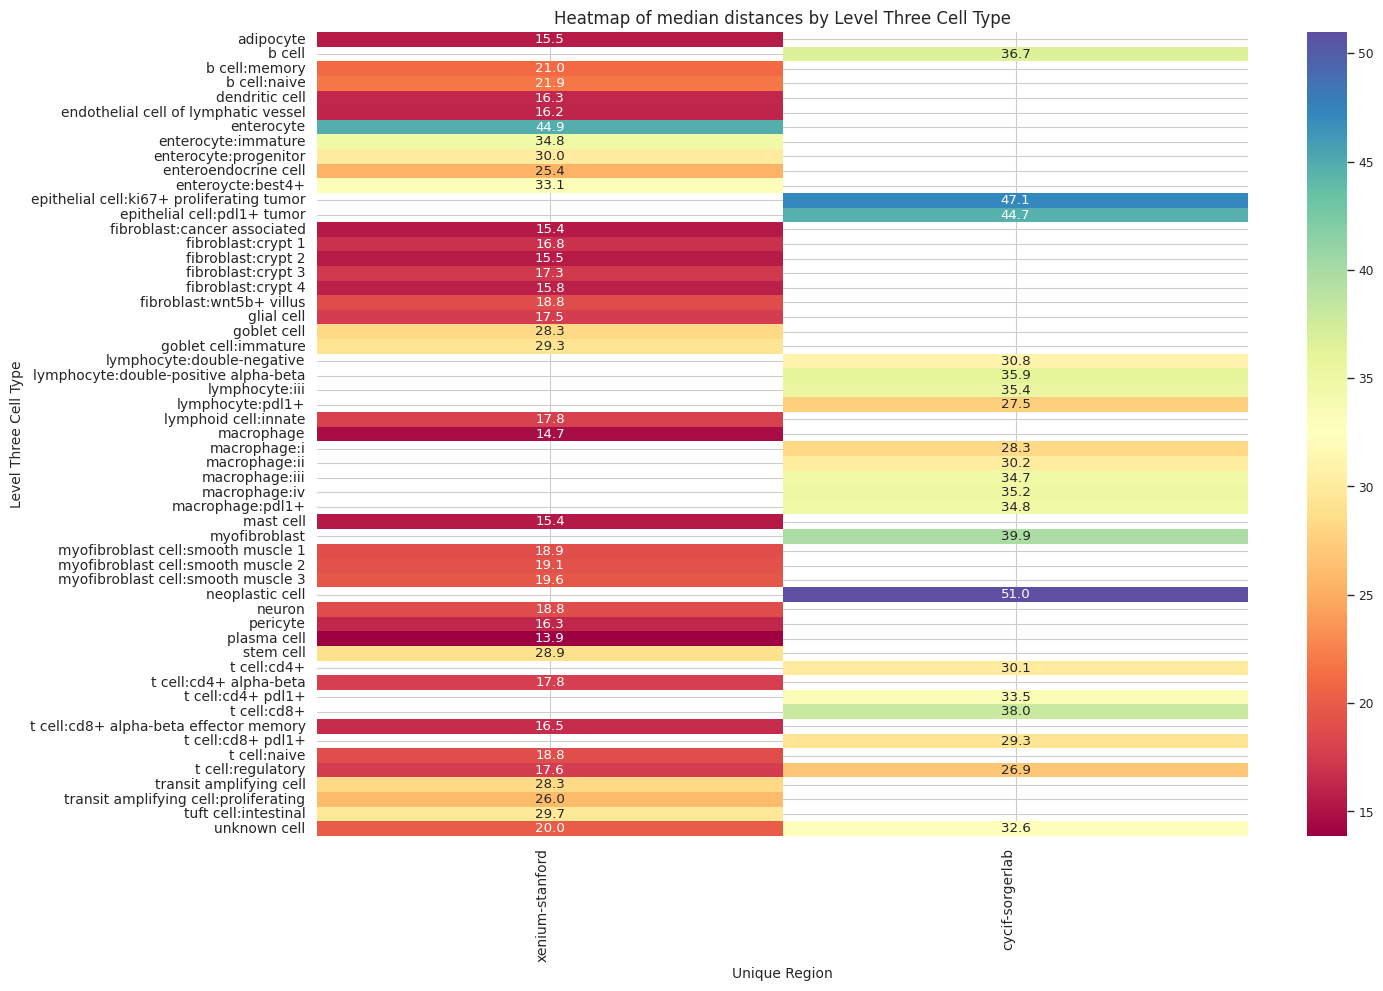 Heatmap of median distances by Level Three Cell Type
adipocyte 15.5
b cell 36.7
b cell:memory 21.0
b cell:naive 21.9
dendritic cell 16.3
endothelial cell of lymphatic vessel 16.2
enterocyte 44.9
enterocyte:immature 34.8
enterocyte:progenitor 30.0
enteroendocrine cell 25.4
enteroycte:best4+ 33.1
epithelial cell:ki67+ proliferating tumor 47.1
epithelial cell:pdl1+ tumor 44.7
fibroblast:cancer associated 15.4
fibroblast:crypt 1 16.8
fibroblast:crypt 2 15.5
fibroblast:crypt 3 17.3
fibroblast:crypt 4 15.8
fibroblast:wnt5b+ villus 18.8
glial cell 17.5
goblet cell 28.3
goblet cell:immature 29.3
lymphocyte:double-negative 30.8
lymphocyte:double-positive alpha-beta 35.9
lymphocyte:iii 35.4
lymphocyte:pdl1+ 27.5
lymphoid cell:innate 17.8
macrophage 14.7
macrophage:i 28.3
macrophage:ii 30.2
macrophage:iii 34.7
macrophage:iv 35.2
macrophage:pdl1+ 34.8
mast cell 15.4
myofibroblast 39.9
myofibroblast cell:smooth muscle 1 18.9
myofibroblast cell:smooth muscle 2 19.1
myofibroblast cell:smooth muscle 3 19.6
neoplastic cell 51.0
neuron 18.8
pericyte 16.3
plasma cell 13.9
stem cell 28.9
t cell:cd4+ 30.1
t cell:cd4+ alpha-beta 17.8
t cell:cd4+ pdl1+ 33.5
t cell:cd8+ 38.0
t cell:cd8+ alpha-beta effector memory 16.5
t cell:cd8+ pdl1+ 29.3
t cell:naive 18.8
t cell:regulatory 17.6 26.9
transit amplifying cell 28.3
transit amplifying cell:proliferating 26.0
tuft cell:intestinal 29.7
unknown cell 20.0 32.6
Level Three Cell Type
xenium-stanford
cycif-sorgerlab
Unique Region
50
45
40
35
30
25
20
15